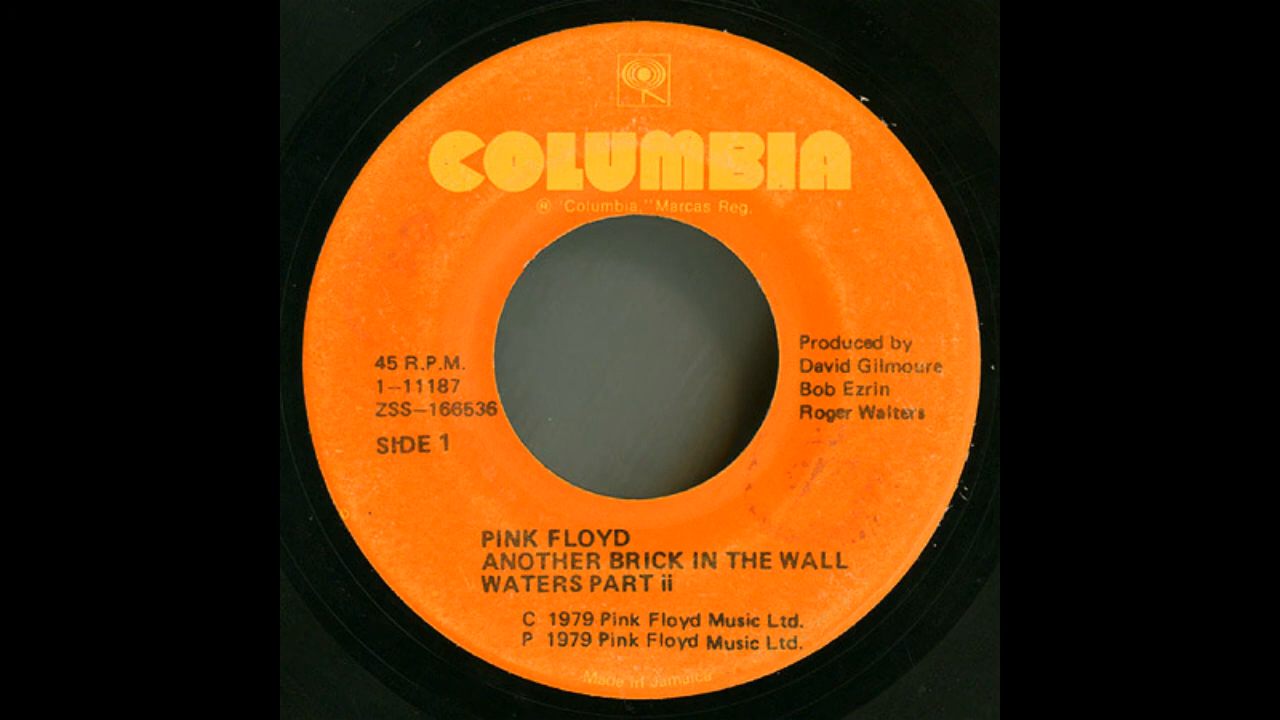 COLUMBIA
® "Columbia," Marcas Reg.
45 R.P.M.
1-11187
ZSS-166536
SIDE 1
Produced by
David Gilmoure
Bob Ezrin
Roger Walters
PINK FLOYD
ANOTHER BRICK IN THE WALL
WATERS PART ii
C 1979 Pink Floyd Music Ltd.
P 1979 Pink Floyd Music Ltd.
Made in Jamaica